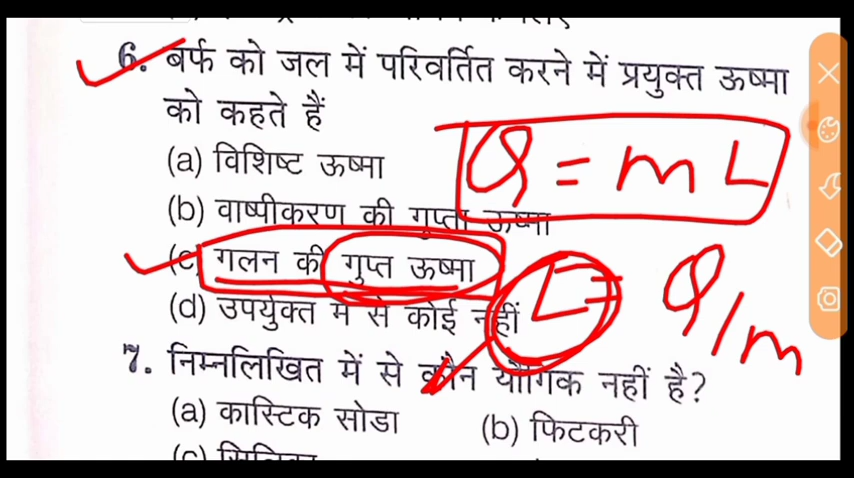 6. बर्फ को जल में परिवर्तित करने में प्रयुक्त ऊष्मा
को कहते हैं
(a) विशिष्ट ऊष्मा
Q = mL
(b) वाष्पीकरण की गुप्ता ऊष्मा
(c) गलन की गुप्त ऊष्मा
L = Q/m
(d) उपर्युक्त में से कोई नहीं
7. निम्नलिखित में से कौन यौगिक नहीं है?
(a) कास्टिक सोडा (b) फिटकरी